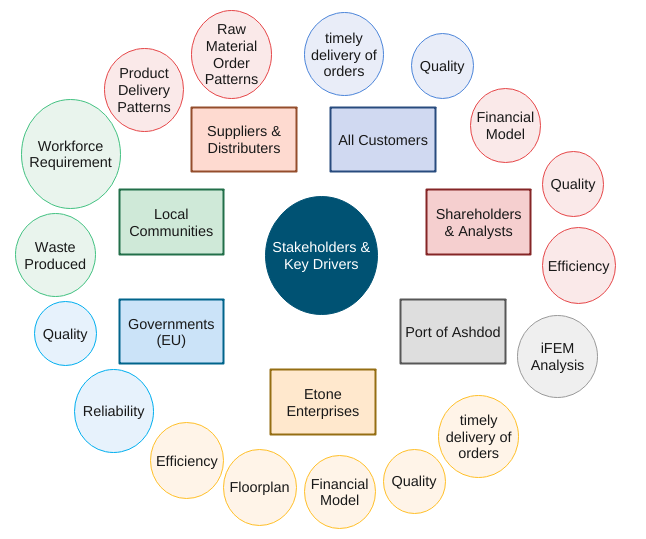 Raw
Material
Order
Patterns
timely
delivery of
orders
Quality
Product
Delivery
Patterns
Financial
Model
Suppliers &
Distributers
All Customers
Workforce
Requirement
Quality
Local
Communities
Shareholders
& Analysts
Stakeholders &
Key Drivers
Waste
Produced
Efficiency
Quality
Governments
(EU)
Port of Ashdod
iFEM
Analysis
Reliability
Etone
Enterprises
timely
delivery of
orders
Efficiency
Floorplan
Financial
Model
Quality